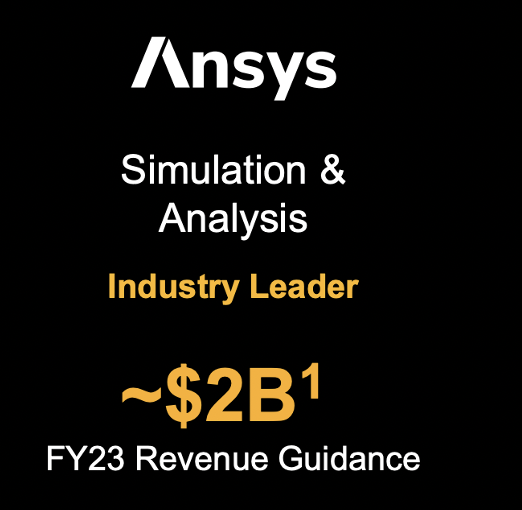 Ansys
Simulation &
Analysis
Industry Leader
~$2B¹
FY23 Revenue Guidance